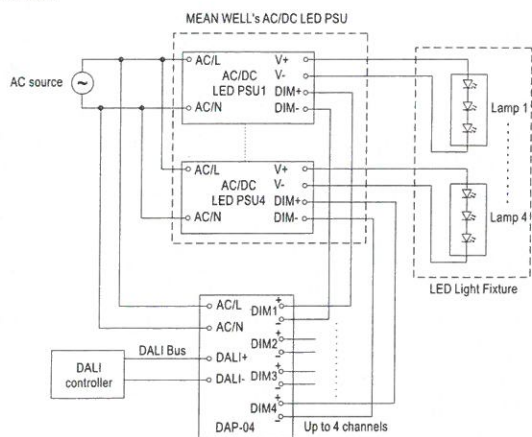 MEAN WELL's AC/DC LED PSU
AC source
~
AC/L
AC/DC
LED PSU1
AC/N
V+
V-
DIM+
DIM-
Lamp 1
AC/L
AC/DC
LED PSU4
AC/N
V+
V-
DIM+
DIM-
Lamp 4
LED Light Fixture
AC/L
AC/N
DALI+
DALI-
+
DIM1
-
+
DIM2
-
+
DIM3
-
+
DIM4
-
DAP-04
DALI Bus
DALI
controller
Up to 4 channels